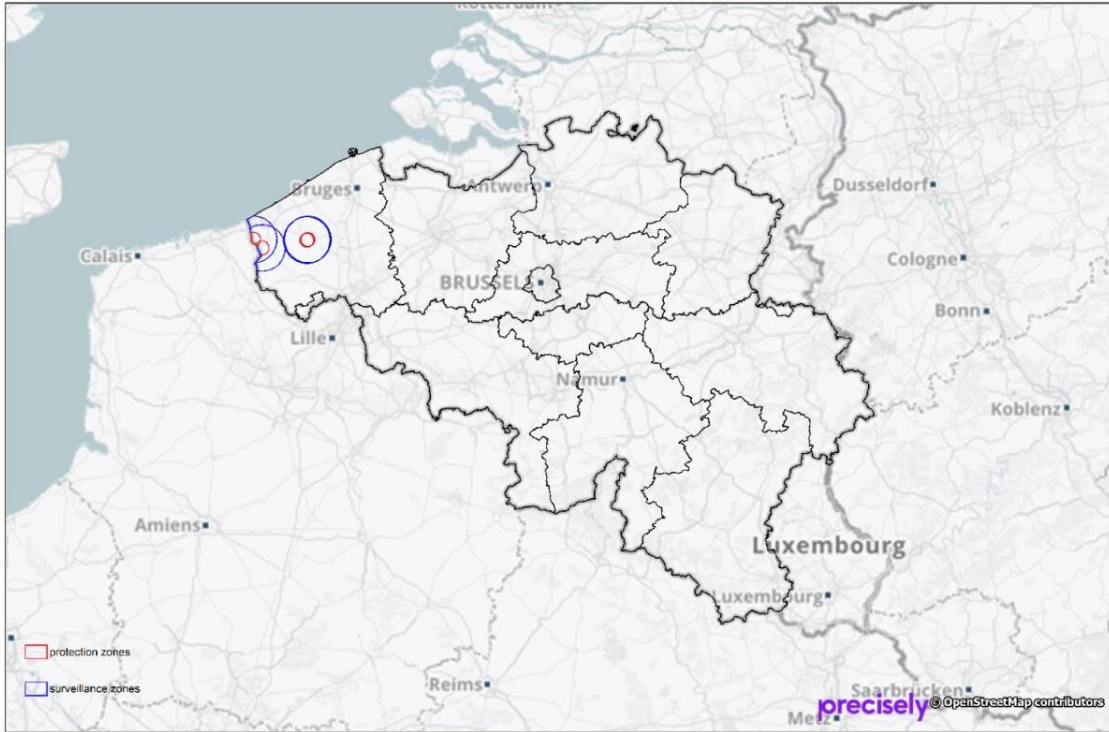 Rotterdam
Bruges
Antwerp
Dusseldorf
Calais
BRUSSELS
Cologne
Bonn
Lille
Namur
Koblenz
Amiens
Luxembourg
Luxembourg
protection zones
surveillance zones
Reims
Saarbrücken
Metz
precisely © OpenStreetMap contributors